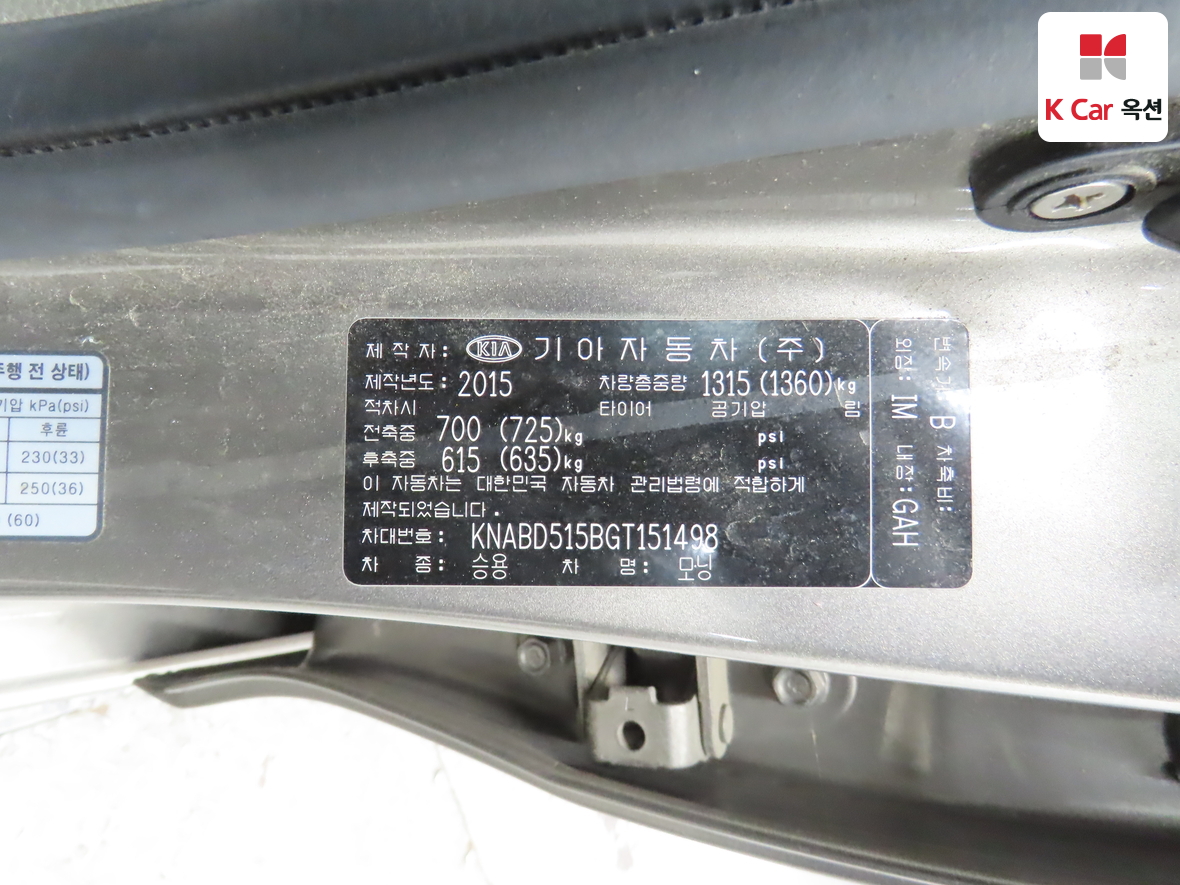 K Car 옥션
제 작 자 : KIA 기 아 자 동 차 ( 주 )
제작년도 : 2015 차량총중량 1315 (1360)kg
적차시 타이어 공기압 림
전축중 700 (725)kg psi
후축중 615 (635)kg psi
이 자동차는 대한민국 자동차 관리법령에 적합하게
제작되었습니다.
차대번호 : KNABD515BGT151498
차 종 : 승용 차 명 : 모닝
변속기 B 차축비:
외장: IM 내장:GAH
행 전 상태)
기압 kPa(psi)
후륜
230(33)
250(36)
(60)